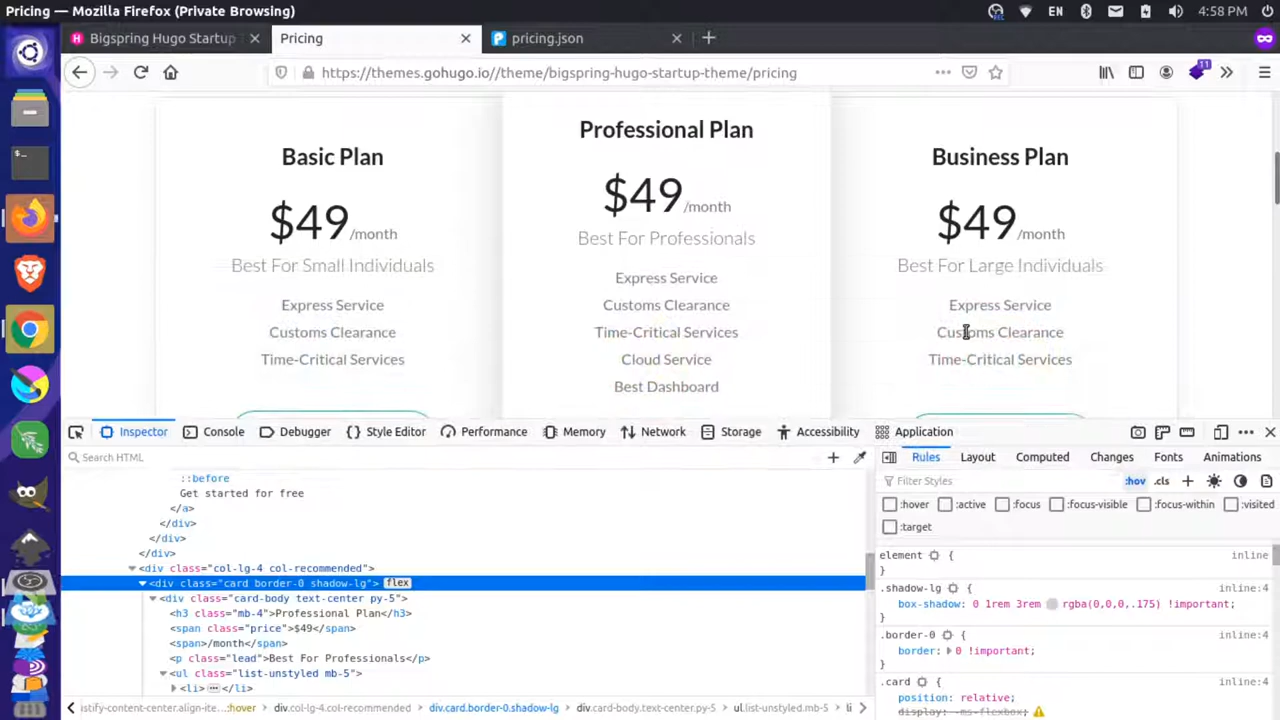 Pricing — Mozilla Firefox (Private Browsing)
EN
4:58 PM
Bigspring Hugo Startup
Pricing
pricing.json
https://themes.gohugo.io//theme/bigspring-hugo-startup-theme/pricing
11
Basic Plan
$49/month
Best For Small Individuals
Express Service
Customs Clearance
Time-Critical Services
Professional Plan
$49/month
Best For Professionals
Express Service
Customs Clearance
Time-Critical Services
Cloud Service
Best Dashboard
Business Plan
$49/month
Best For Large Individuals
Express Service
Customs Clearance
Time-Critical Services
Inspector Console Debugger {} Style Editor Performance Memory Network Storage Accessibility Application
Search HTML
::before
Get started for free
</a>
</div>
</div>
</div>
<div class="col-lg-4 col-recommended">
<div class="card border-0 shadow-lg"> flex
<div class="card-body text-center py-5">
<h3 class="mb-4">Professional Plan</h3>
<span class="price">$49</span>
<span>/month</span>
<p class="lead">Best For Professionals</p>
<ul class="list-unstyled mb-5">
<li> </li>
istify-content-center.align-ite...:hover div.col-lg-4.col-recommended div.card.border-0.shadow-lg div.card-body.text-center.py-5 ul.list-unstyled.mb-5 li
Rules Layout Computed Changes Fonts Animations
Filter Styles :hov .cls
:hover :active :focus :focus-visible :focus-within :visited
:target
element { inline
}
.shadow-lg { inline:4
box-shadow: 0 1rem 3rem rgba(0,0,0,.175) !important;
}
.border-0 { inline:4
border: 0 !important;
}
.card { inline:4
position: relative;
display: -ms-flexbox;